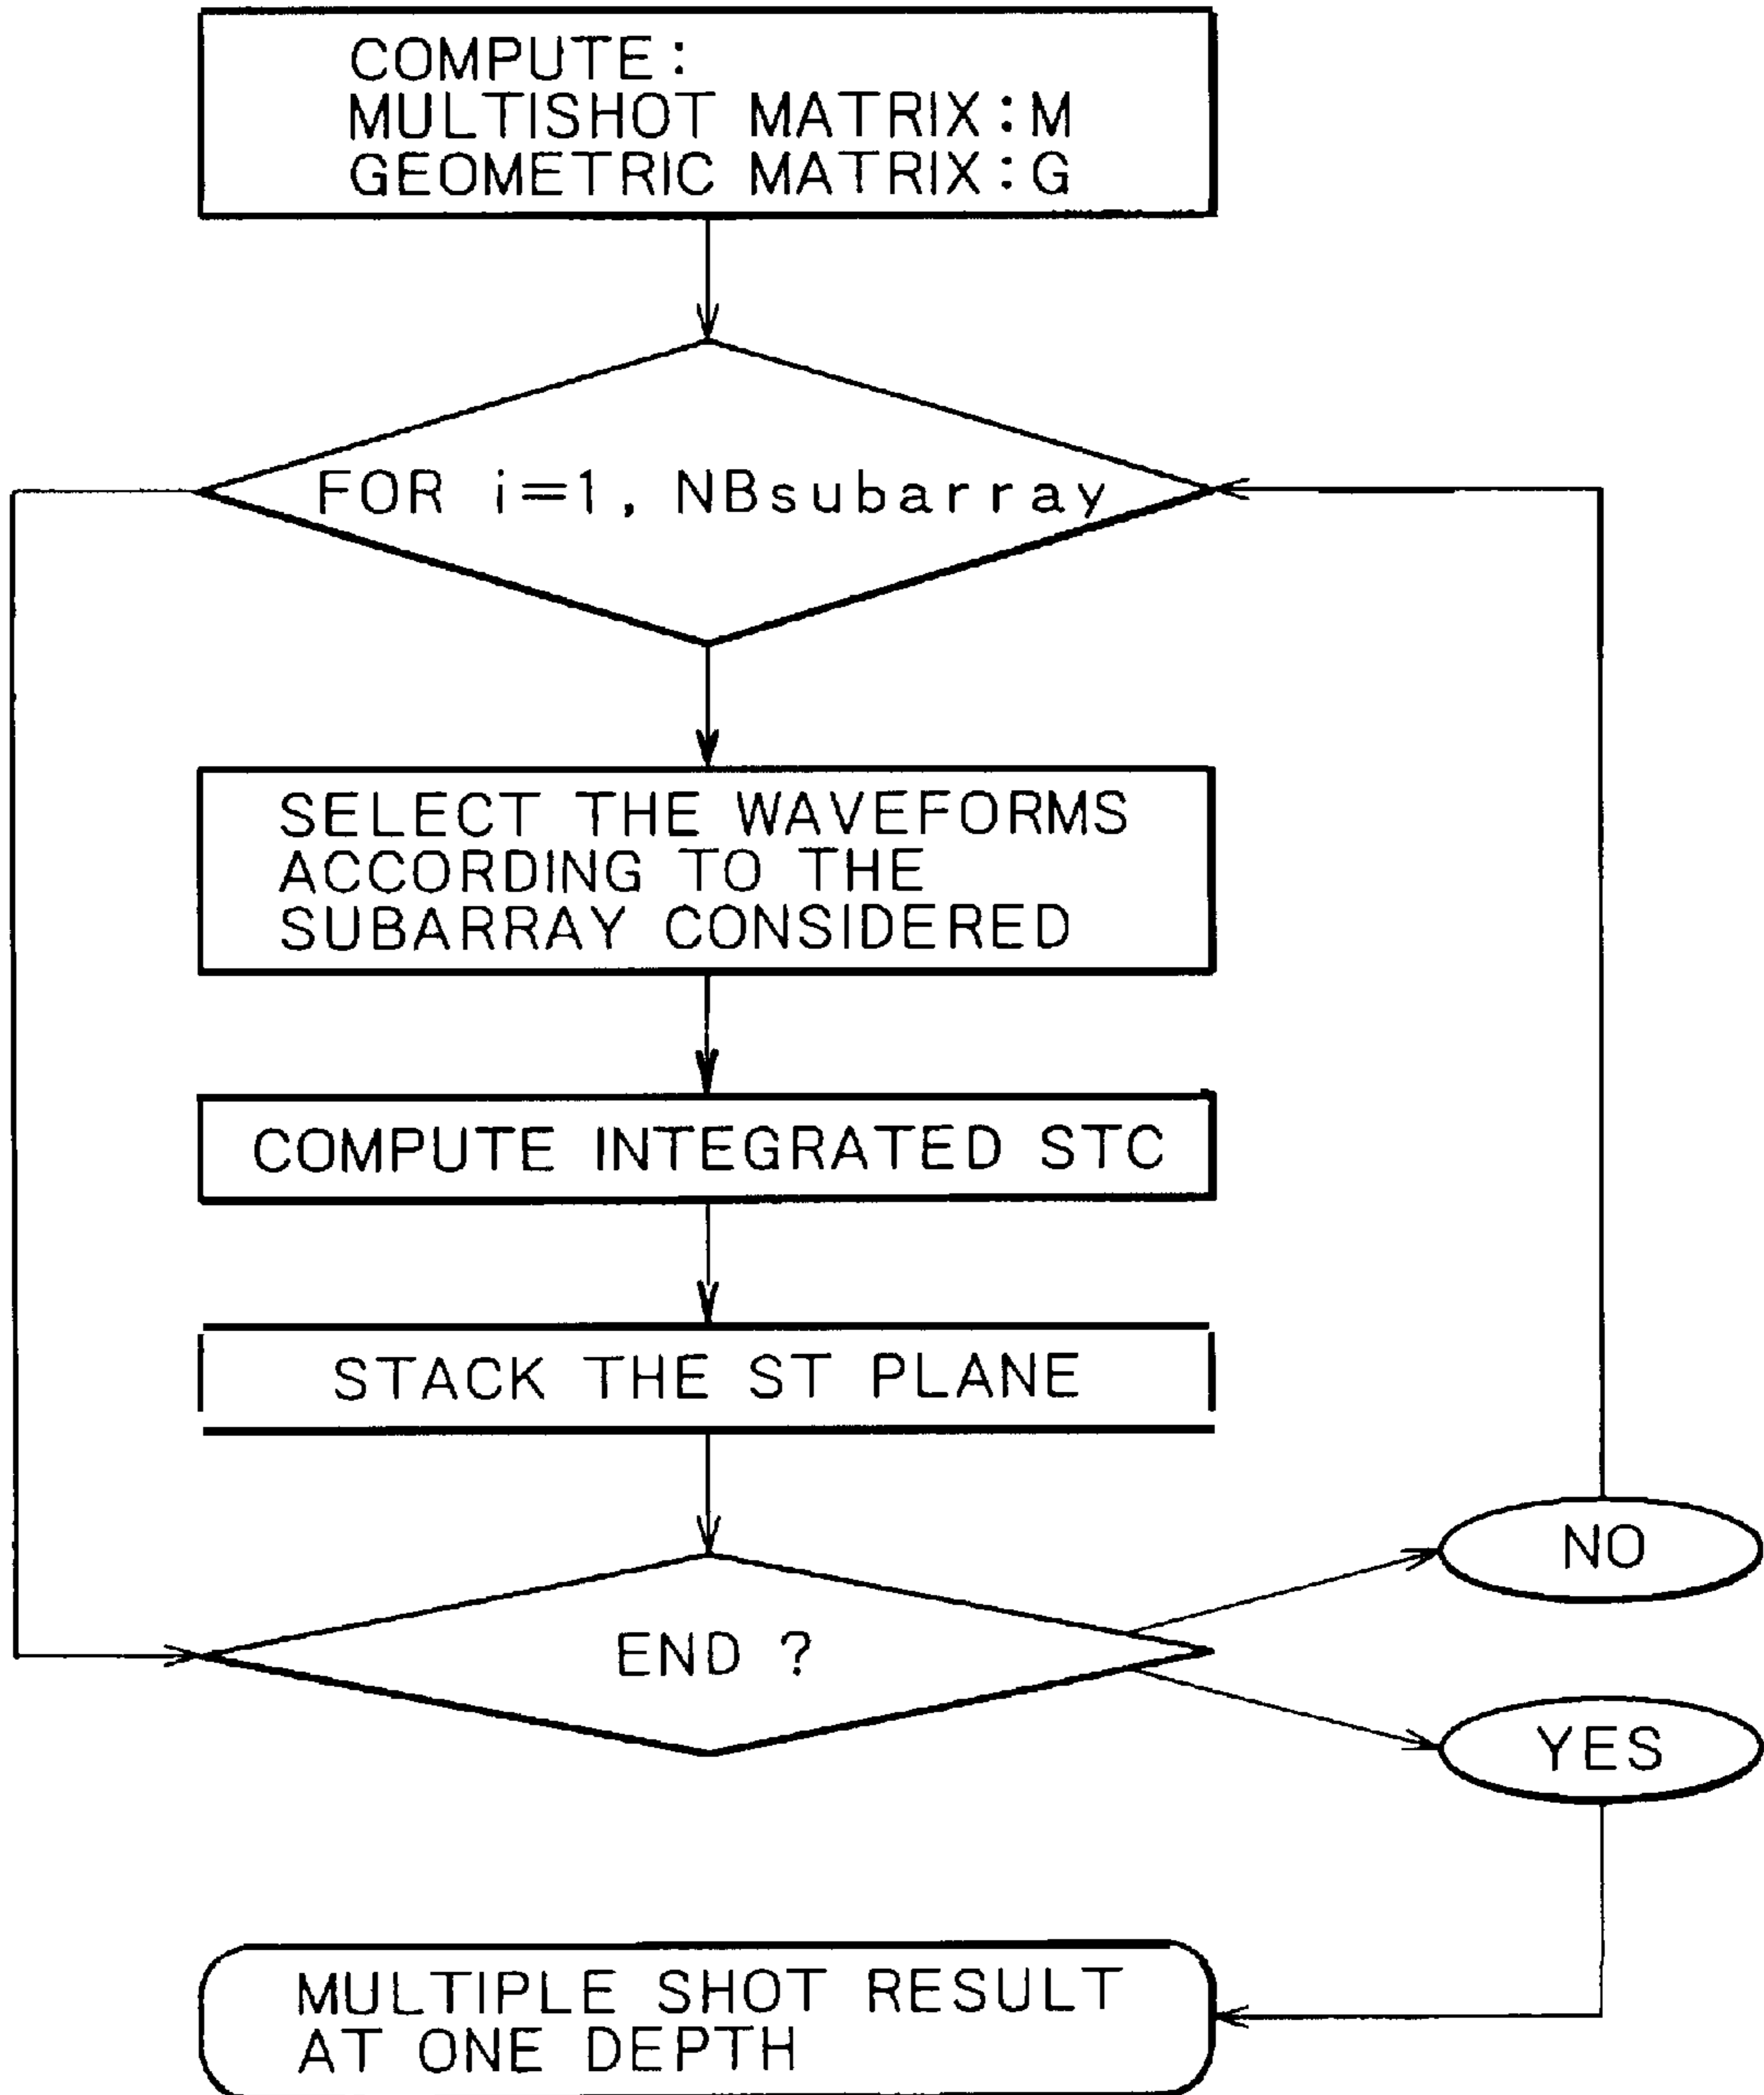 COMPUTE:
MULTISHOT MATRIX:M
GEOMETRIC MATRIX:G
FOR i=1, NBsubarray
SELECT THE WAVEFORMS
ACCORDING TO THE
SUBARRAY CONSIDERED
COMPUTE INTEGRATED STC
STACK THE ST PLANE
NO
END ?
YES
MULTIPLE SHOT RESULT
AT ONE DEPTH